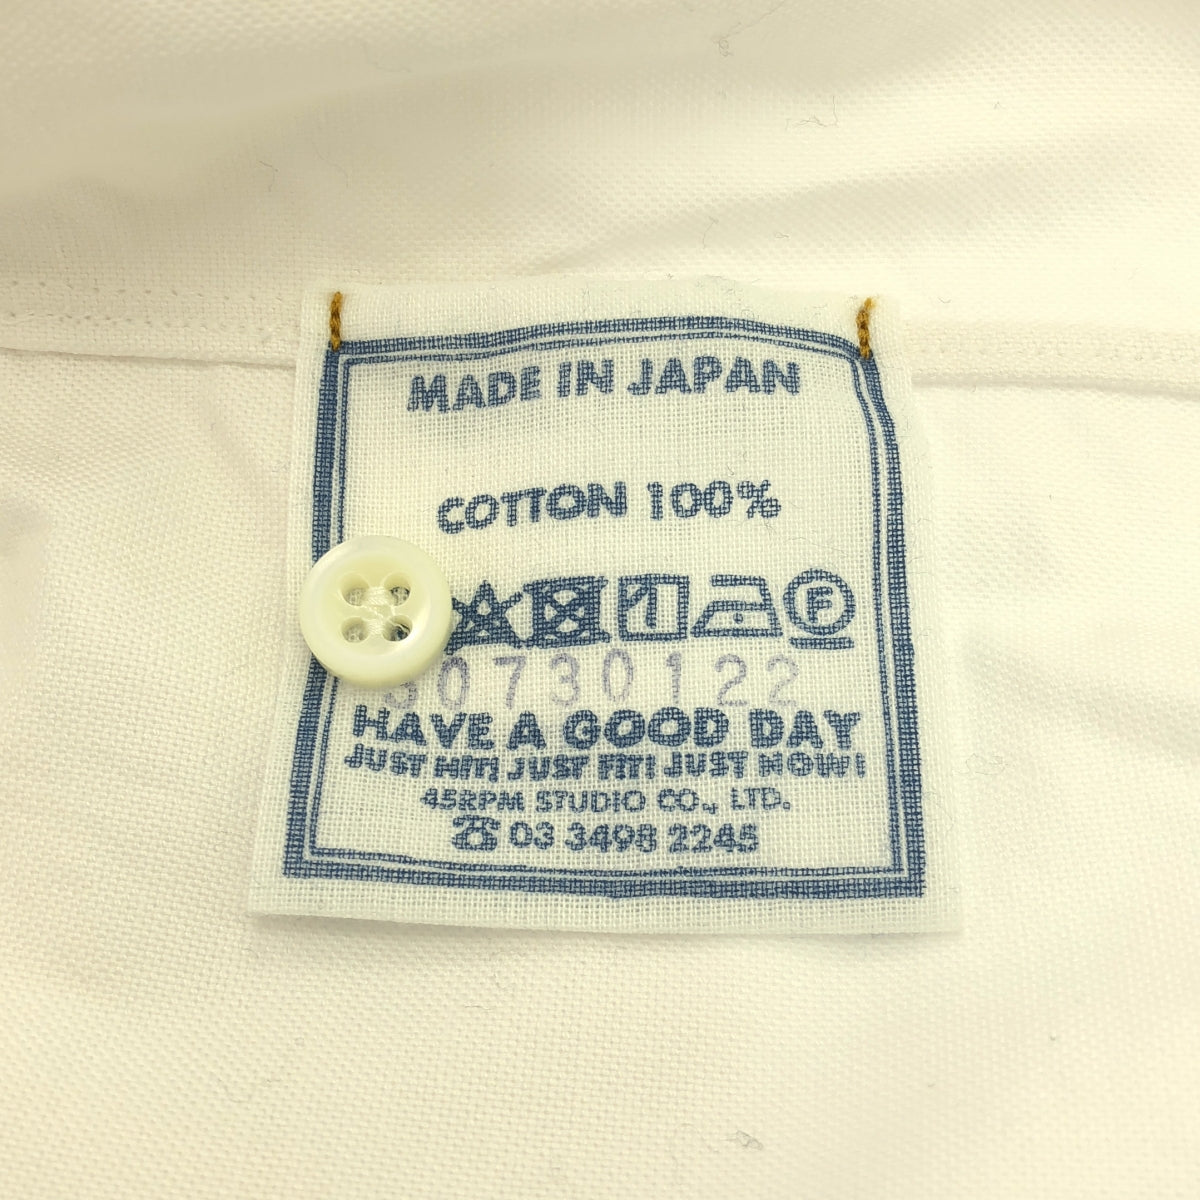 MADE IN JAPAN
COTTON 100%
1 F
0730122
HAVE A GOOD DAY
JUST HIT! JUST FIT! JUST NOW!
45RPM STUDIO CO., LTD.
☎ 03 3498 2245